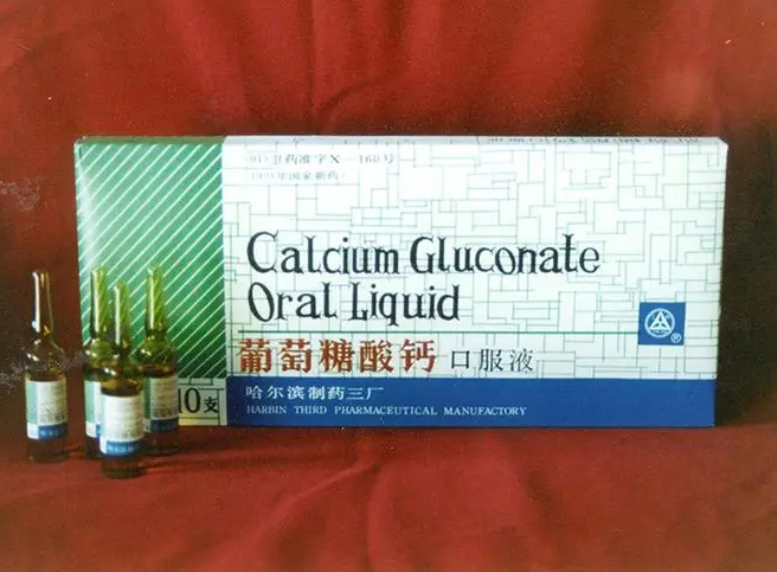 Calcium Gluconate
Oral Liquid
葡萄糖酸钙 口服液
10支
哈尔滨制药三厂
HARBIN THIRD PHARMACEUTICAL MANUFACTORY
®